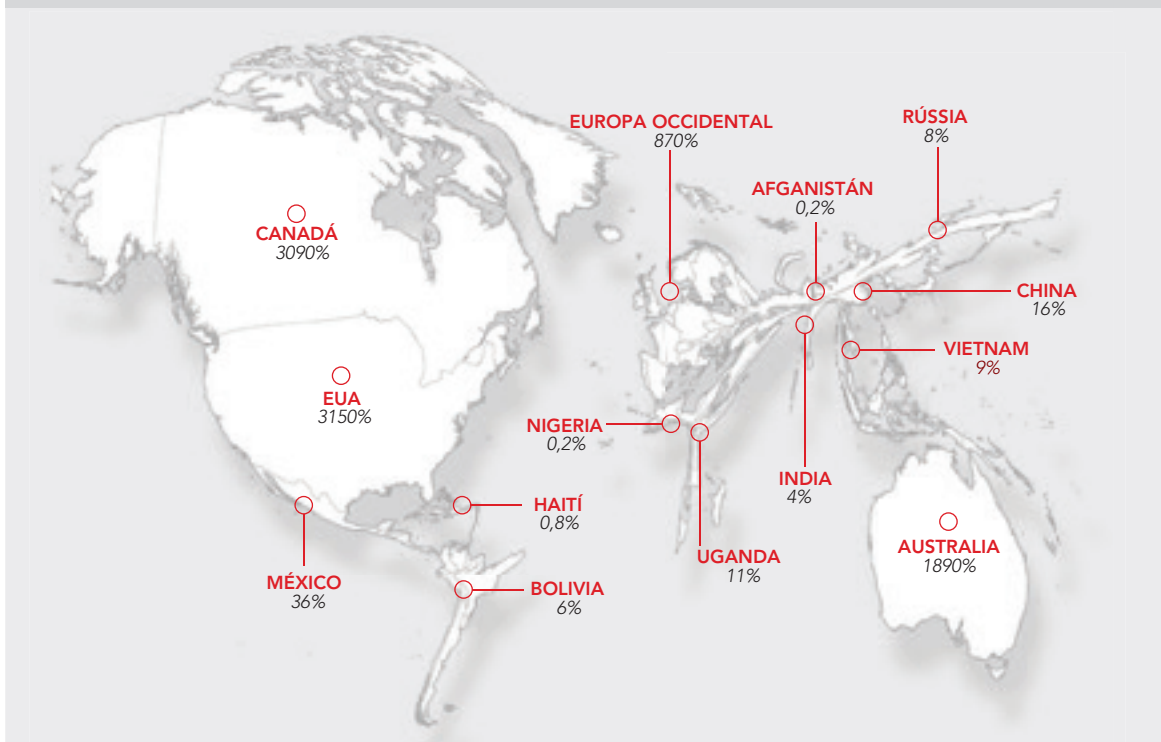 EUROPA OCCIDENTAL
870%
RÚSSIA
8%
AFGANISTÁN
0,2%
CANADÁ
3090%
CHINA
16%
VIETNAM
9%
EUA
3150%
NIGERIA
0,2%
INDIA
4%
HAITÍ
0,8%
UGANDA
11%
AUSTRALIA
1890%
MÉXICO
36%
BOLIVIA
6%